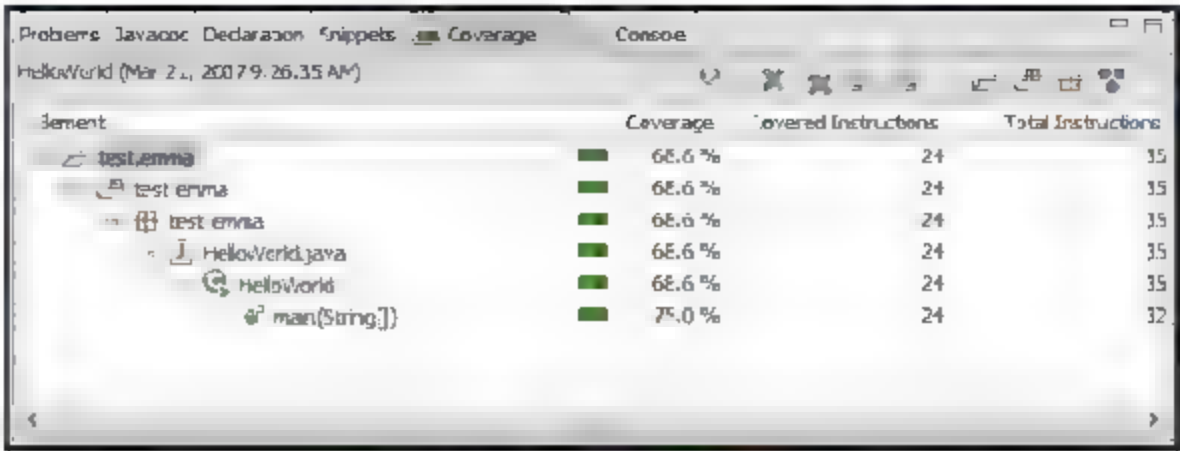 Problems Javadoc Declaration Snippets Coverage Console
HelloWorld (Mar 21, 2007 9:26:35 AM)
Element Coverage Covered Instructions Total Instructions
test.emma 68.6 % 24 35
test emma 68.6 % 24 35
test emma 68.6 % 24 35
HelloWorld.java 68.6 % 24 35
HelloWorld 68.6 % 24 35
main(String[]) 75.0 % 24 32